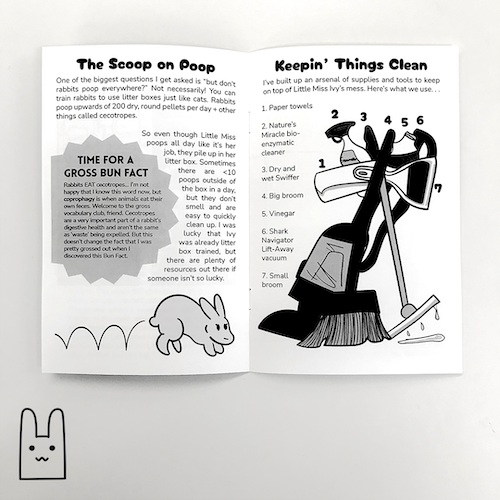 The Scoop on Poop
One of the biggest questions I get asked is "but don't
rabbits poop everywhere?" Not necessarily! You can
train rabbits to use litter boxes just like cats. Rabbits
poop upwards of 200 dry, round pellets per day + other
things called cecotropes.
So even though Little Miss
poops all day like it's her
job, they pile up in her
litter box. Sometimes
there are <10
poops outside of
the box in a day,
but they don't
smell and are
easy to quickly
clean up. I was
lucky that Ivy
was already litter
box trained, but
there are plenty of
resources out there if
someone isn't so lucky.
TIME FOR A
GROSS BUN FACT
Rabbits EAT cecotropes... I'm not
happy that I know this word now, but
coprophagy is when animals eat their
own feces. Welcome to the gross
vocabulary club, friend. Cecotropes
are a very important part of a rabbit's
digestive health and aren't the same
as 'waste' being expelled. But this
doesn't change the fact that I was
pretty grossed out when I
discovered this Bun Fact.
Keepin' Things Clean
I've built up an arsenal of supplies and tools to keep
on top of Little Miss Ivy's mess. Here's what we use. . .
1. Paper towels
2. Nature's
Miracle bio-
enzymatic
cleaner
3. Dry and
wet Swiffer
4. Big broom
5. Vinegar
6. Shark
Navigator
Lift-Away
vacuum
7. Small
broom
1
2
3
4
5
6
7